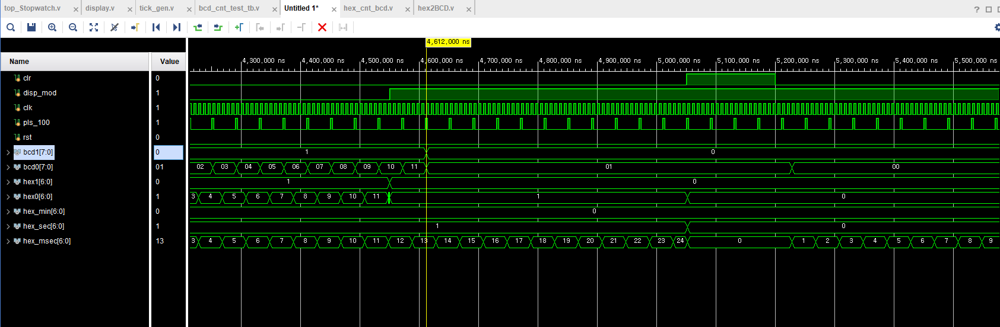 top_Stopwatch.v × display.v × tick_gen.v × bcd_cnt_test_tb.v × Untitled 1* × hex_cnt_bcd.v × hex2BCD.v × ?
4,612,000 ns
Name Value 4,300,000 ns 4,400,000 ns 4,500,000 ns 4,600,000 ns 4,700,000 ns 4,800,000 ns 4,900,000 ns 5,000,000 ns 5,100,000 ns 5,200,000 ns 5,300,000 ns 5,400,000 ns 5,500,000 ns
clr 0
disp_mod 1
clk 1
pls_100 1
rst 0
bcd1[7:0] 0 1 0
bcd0[7:0] 01 02 03 04 05 06 07 08 09 10 11 01 00
hex1[6:0] 0 1 0
hex0[6:0] 1 3 4 5 6 7 8 9 10 11 1 0
hex_min[6:0] 0 0
hex_sec[6:0] 1 1 0
hex_msec[6:0] 13 3 4 5 6 7 8 9 10 11 12 13 14 15 16 17 18 19 20 21 22 23 24 0 1 2 3 4 5 6 7 8 9